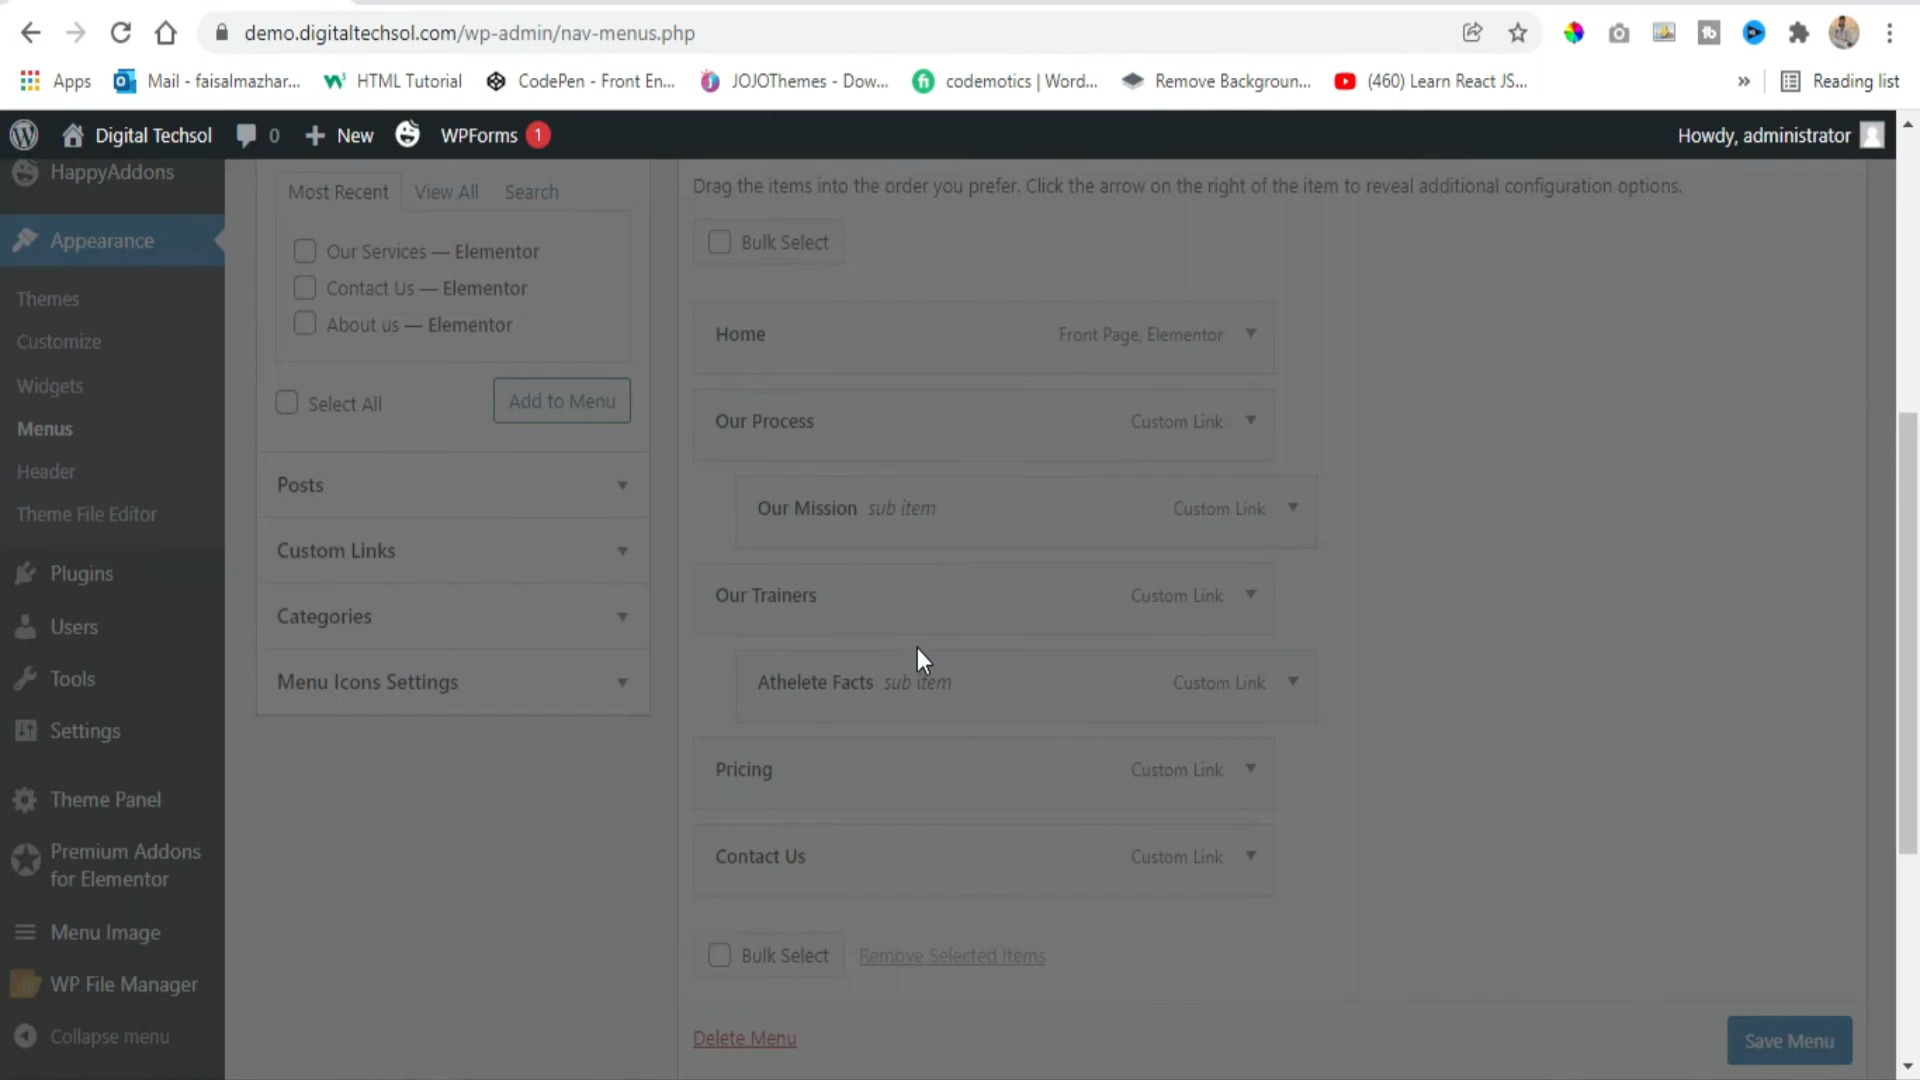 demo.digitaltechsol.com/wp-admin/nav-menus.php
Apps
Mail - faisalmazhar...
HTML Tutorial
CodePen - Front En...
JOJOThemes - Dow...
codemotics | Word...
Remove Backgroun...
(460) Learn React JS...
»
Reading list
Digital Techsol
0
New
WPForms
1
Howdy, administrator
HappyAddons
Appearance
Themes
Customize
Widgets
Menus
Header
Theme File Editor
Plugins
Users
Tools
Settings
Theme Panel
Premium Addons
for Elementor
Menu Image
WP File Manager
Collapse menu
Most Recent
View All
Search
Our Services — Elementor
Contact Us — Elementor
About us — Elementor
Select All
Add to Menu
Posts
Custom Links
Categories
Menu Icons Settings
Drag the items into the order you prefer. Click the arrow on the right of the item to reveal additional configuration options.
Bulk Select
Home
Front Page, Elementor
Our Process
Custom Link
Our Mission sub item
Custom Link
Our Trainers
Custom Link
Athelete Facts sub item
Custom Link
Pricing
Custom Link
Contact Us
Custom Link
Bulk Select
Remove Selected Items
Delete Menu
Save Menu